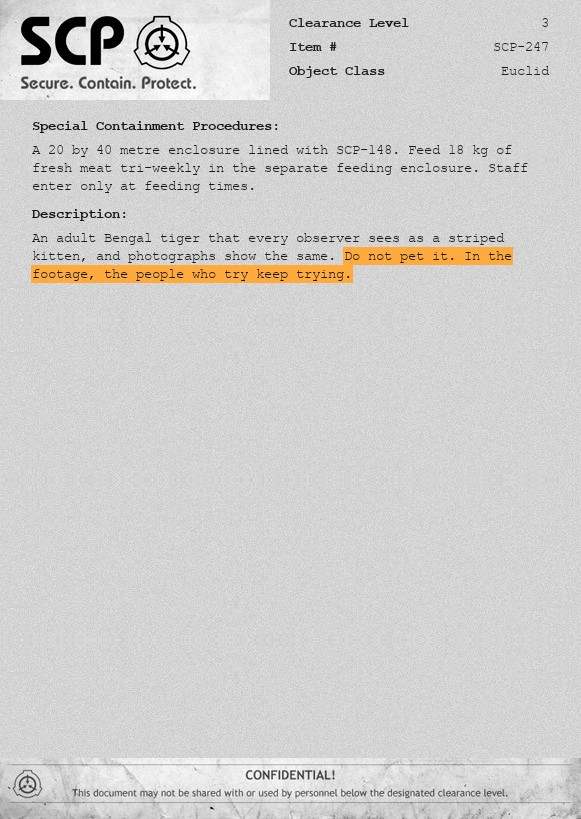 SCP
Secure. Contain. Protect.
Clearance Level 3
Item # SCP-247
Object Class Euclid
Special Containment Procedures:
A 20 by 40 metre enclosure lined with SCP-148. Feed 18 kg of
fresh meat tri-weekly in the separate feeding enclosure. Staff
enter only at feeding times.
Description:
An adult Bengal tiger that every observer sees as a striped
kitten, and photographs show the same. Do not pet it. In the
footage, the people who try keep trying.
CONFIDENTIAL!
This document may not be shared with or used by personnel below the designated clearance level.